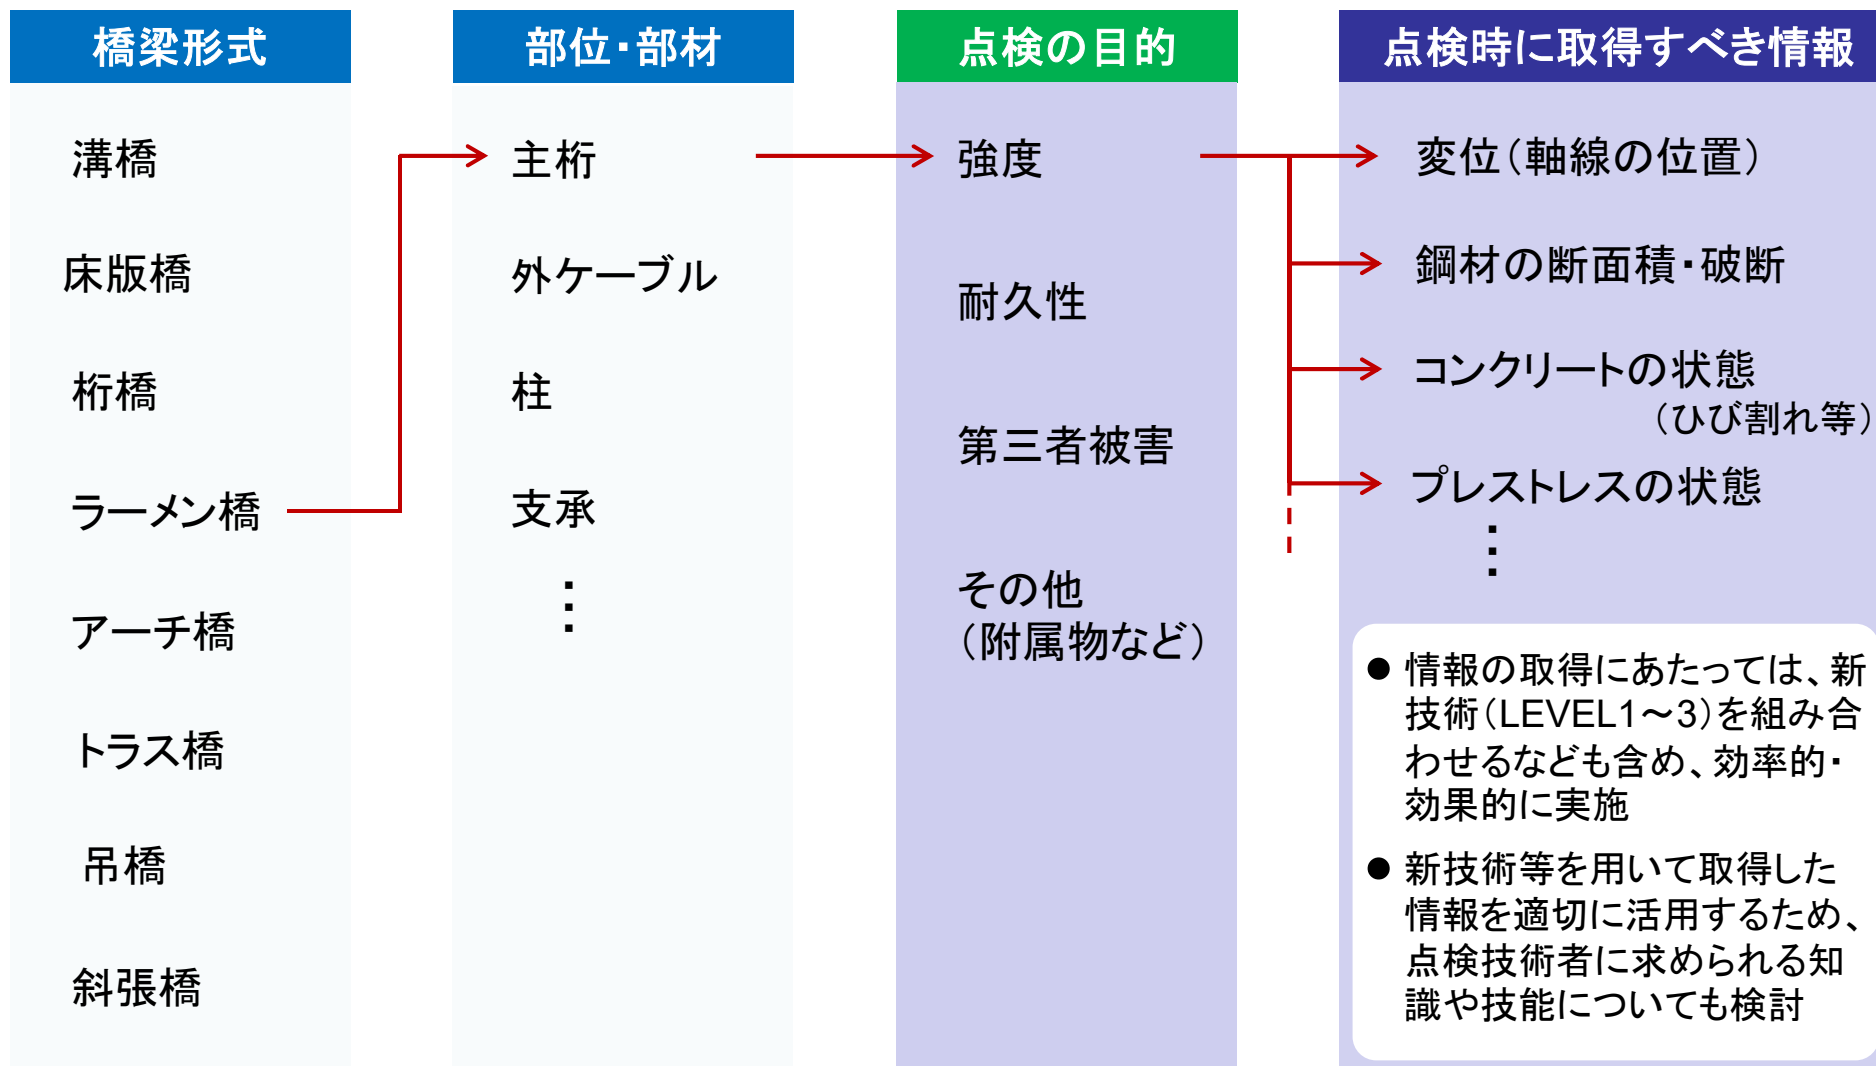 橋梁形式
溝橋
床版橋
桁橋
ラーメン橋
アーチ橋
トラス橋
吊橋
斜張橋
部位・部材
主桁
外ケーブル
柱
支承
⋮
点検の目的
強度
耐久性
第三者被害
その他
（附属物など）
点検時に取得すべき情報
変位（軸線の位置）
鋼材の断面積・破断
コンクリートの状態
（ひび割れ等）
プレストレスの状態
⋮
● 情報の取得にあたっては、新
技術（LEVEL1～3）を組み合
わせるなども含め、効率的・
効果的に実施
● 新技術等を用いて取得した
情報を適切に活用するため、
点検技術者に求められる知
識や技能についても検討